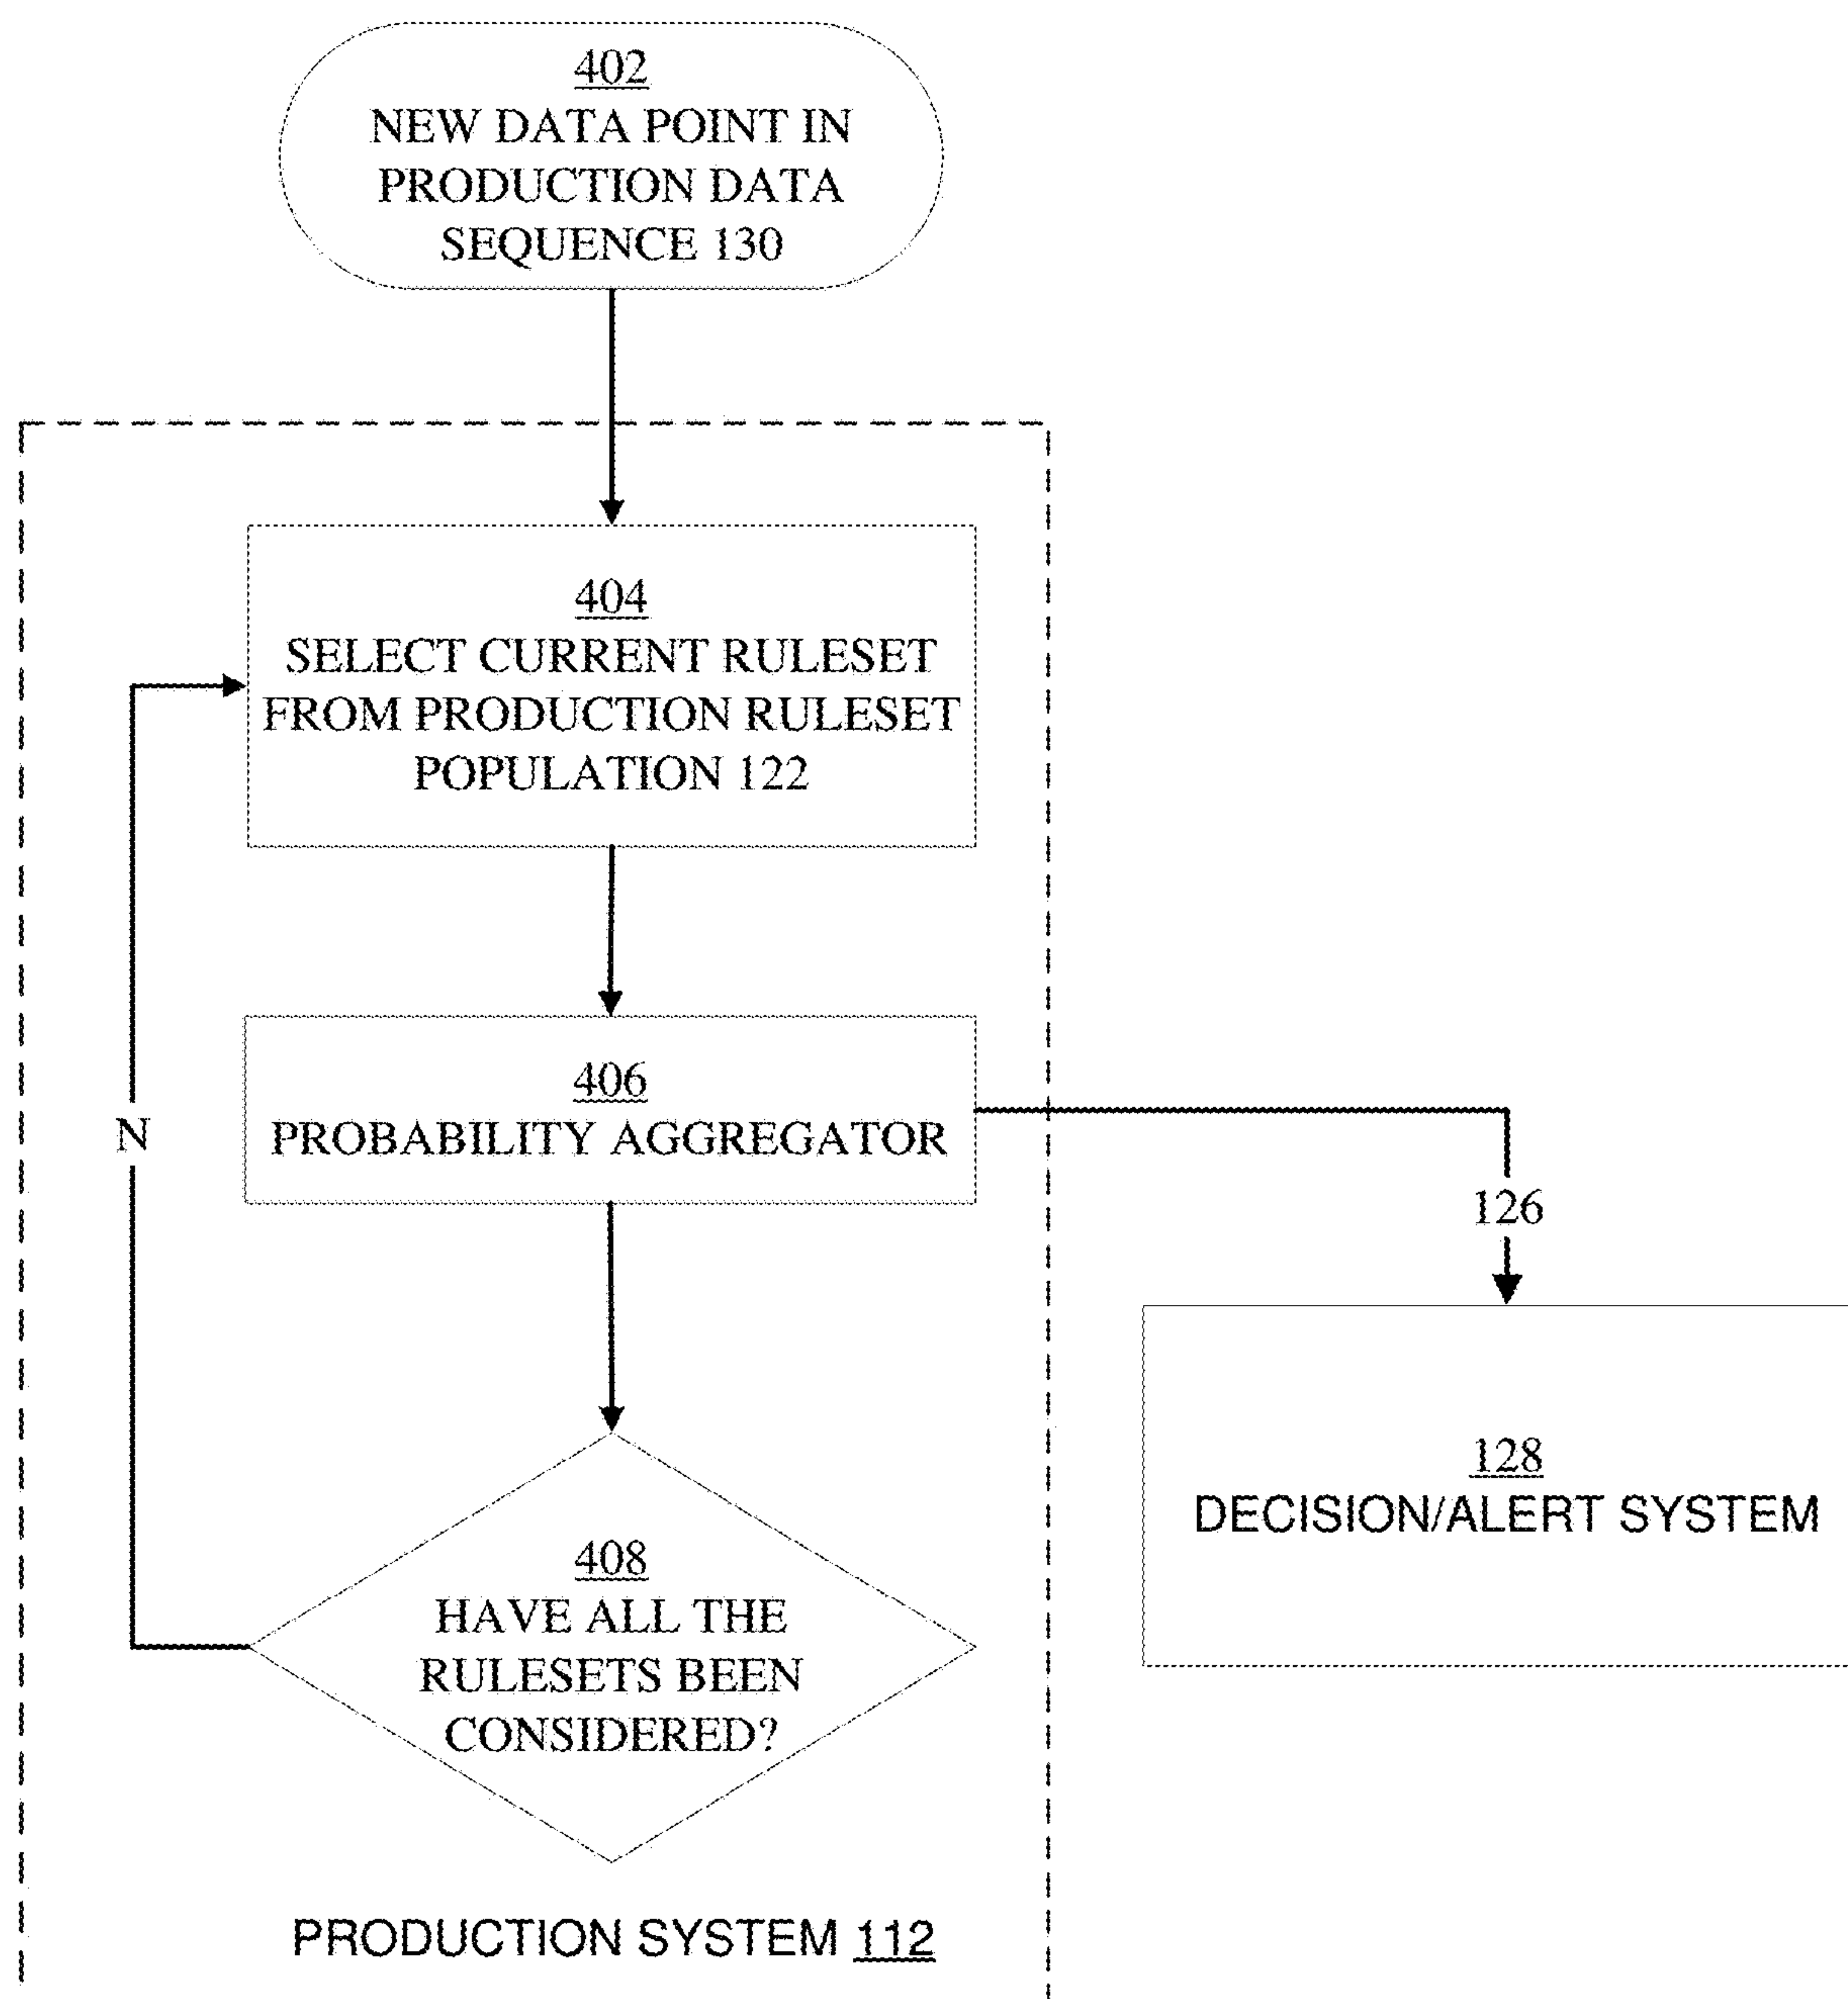 402
NEW DATA POINT IN
PRODUCTION DATA
SEQUENCE 130
404
SELECT CURRENT RULESET
FROM PRODUCTION RULESET
POPULATION 122
406
PROBABILITY AGGREGATOR
N
126
128
DECISION/ALERT SYSTEM
408
HAVE ALL THE
RULESETS BEEN
CONSIDERED?
PRODUCTION SYSTEM 112